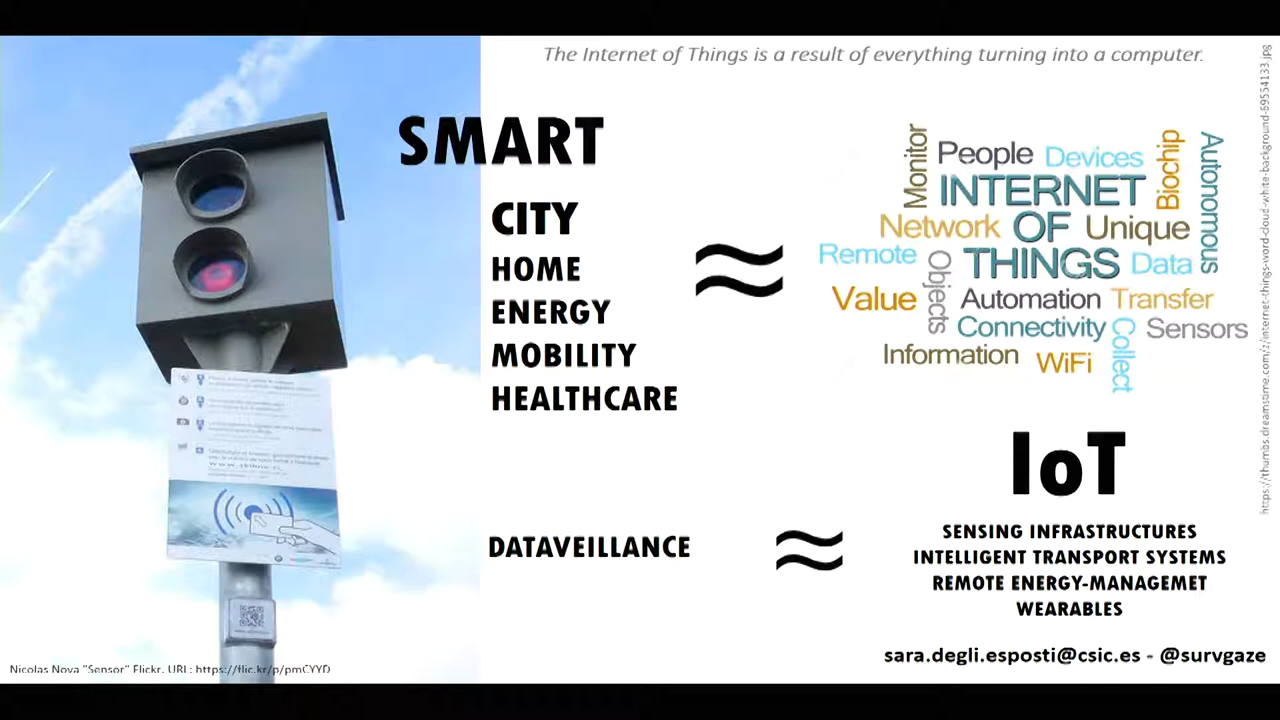 The Internet of Things is a result of everything turning into a computer.
SMART
CITY
HOME
ENERGY
MOBILITY
HEALTHCARE
≈
Monitor
People
Devices
Biochip
Autonomous
INTERNET
Network
OF
Unique
Remote
Objects
THINGS
Data
Value
Automation
Transfer
Connectivity
Collect
Sensors
Information
WiFi
IoT
DATAVEILLANCE
≈
SENSING INFRASTRUCTURES
INTELLIGENT TRANSPORT SYSTEMS
REMOTE ENERGY-MANAGEMET
WEARABLES
sara.degli.esposti@csic.es - @survgaze
Nicolas Nova "Sensor" Flickr. URL: https://flic.kr/p/pmCYYD
https://thumbs.dreamstime.com/z/internet-things-word-cloud-white-background-69554133.jpg